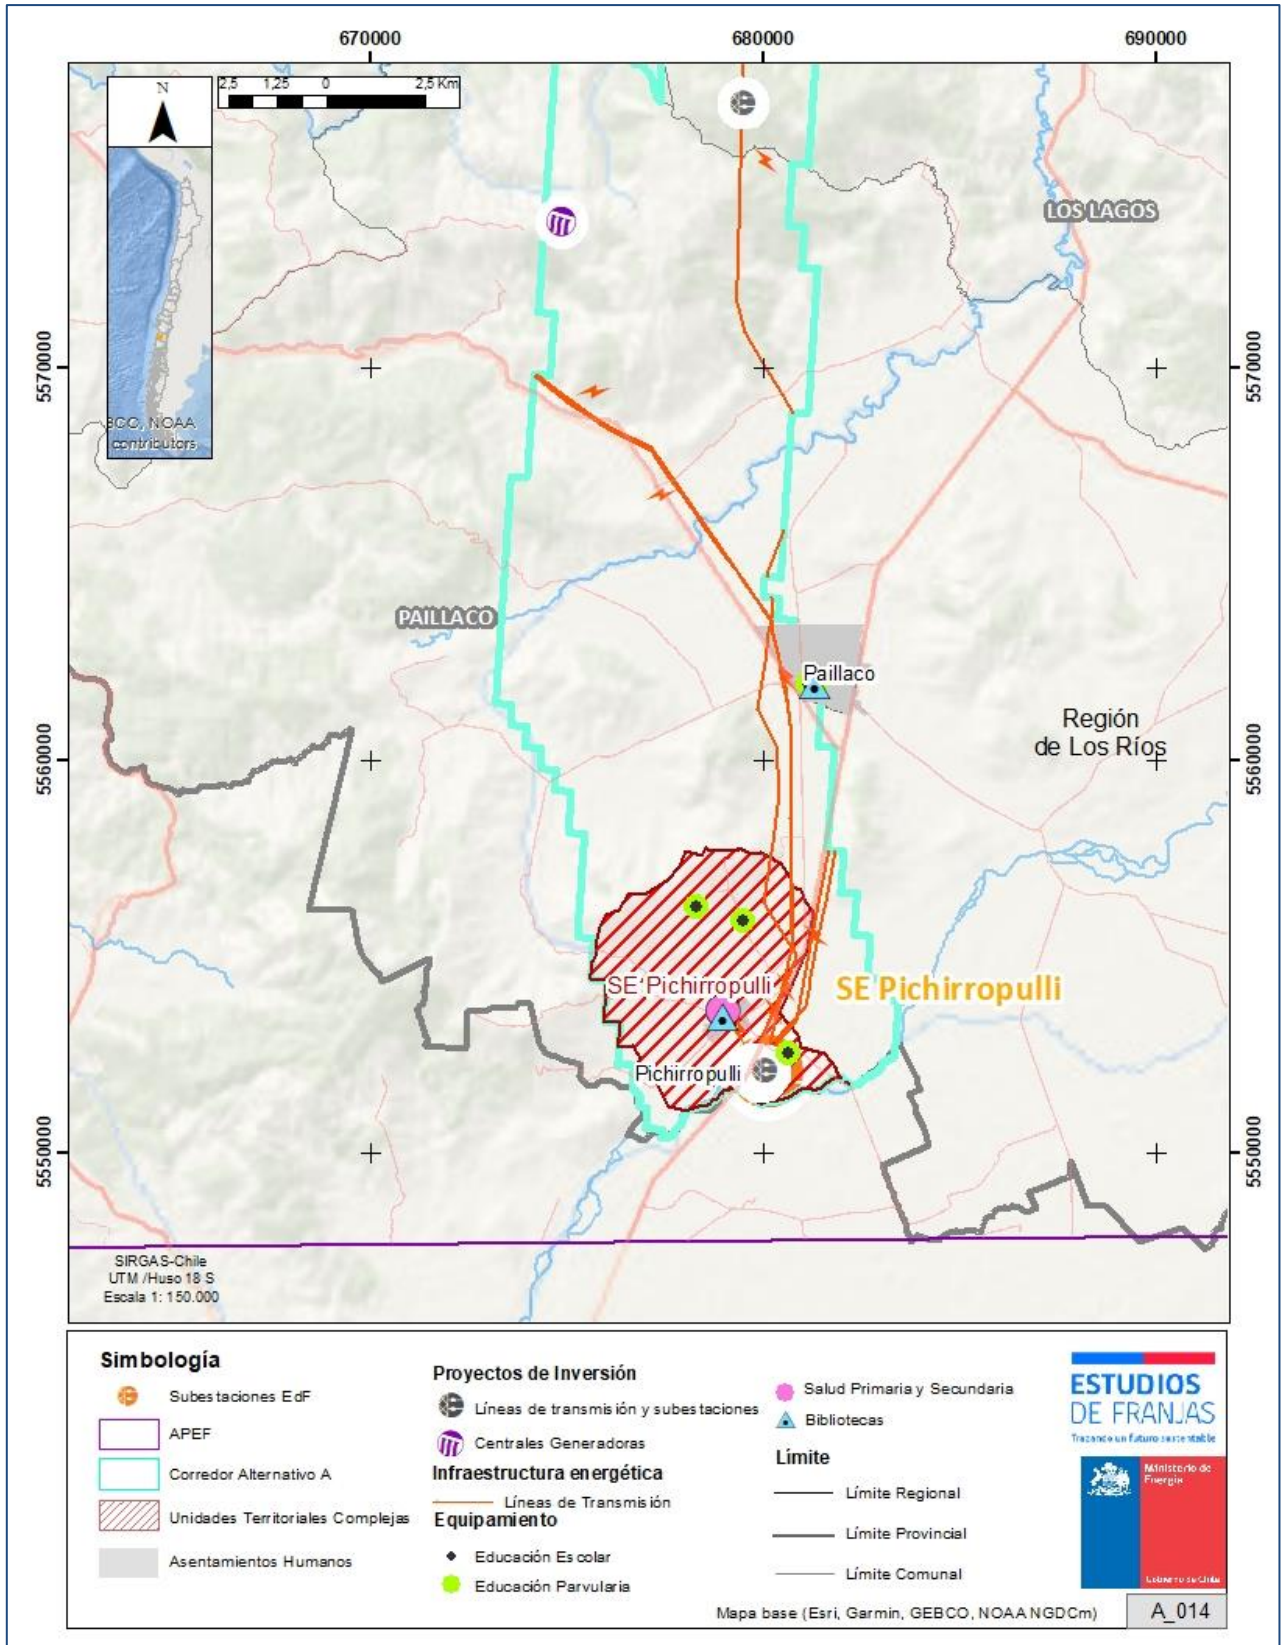 670000
680000
690000
N
2,5 1,25 0 2,5 Km
LOS LAGOS
5570000
5570000
BCO, NOAA
contributors
PAILLACO
Paillaco
Región
de Los Ríos
5560000
5560000
SE Pichirropulli
SE Pichirropulli
Pichirropulli
5550000
5550000
SIRGAS-Chile
UTM /Huso 18 S
Escala 1: 150.000
Simbología
Subestaciones EdF
APEF
Corredor Alternativo A
Unidades Territoriales Complejas
Asentamientos Humanos
Proyectos de Inversión
Líneas de transmisión y subestaciones
Centrales Generadoras
Infraestructura energética
Líneas de Transmisión
Equipamiento
Educación Escolar
Educación Parvularia
Salud Primaria y Secundaria
Bibliotecas
Límite
Límite Regional
Límite Provincial
Límite Comunal
ESTUDIOS
DE FRANJAS
Trazando un futuro sustentable
Ministerio de
Energía
Gobierno de Chile
Mapa base (Esri, Garmin, GEBCO, NOAA NGDCm)
A_014